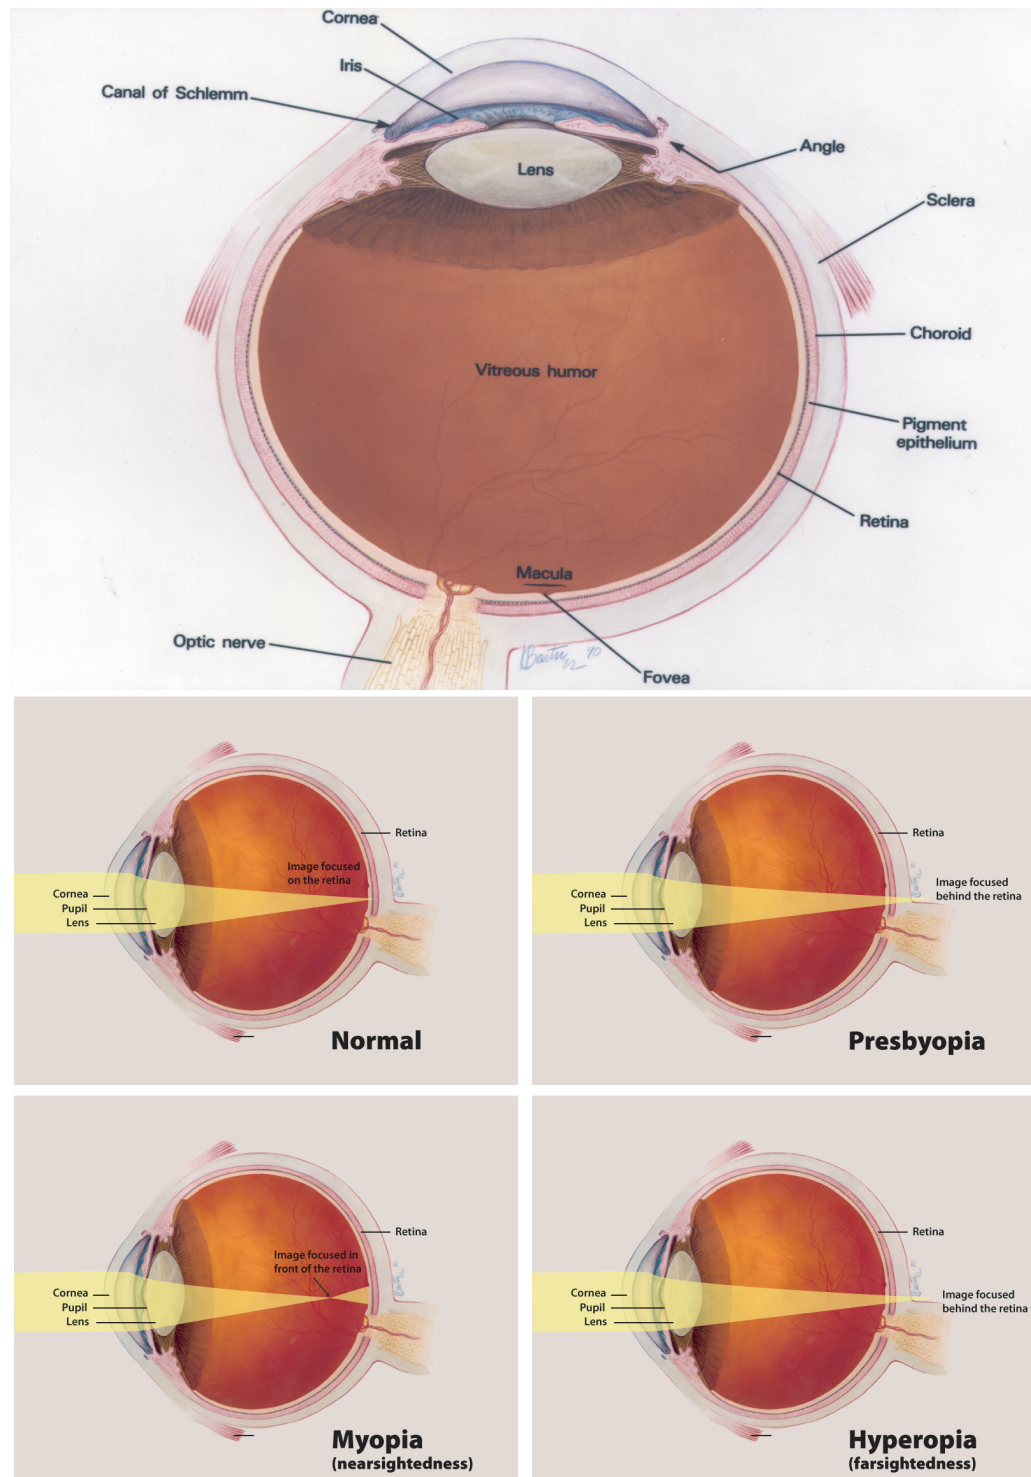 Cornea
Iris
Canal of Schlemm
Angle
Lens
Sclera
Choroid
Vitreous humor
Pigment
epithelium
Retina
Macula
Optic nerve
Fovea
Retina
Image focused
on the retina
Cornea
Pupil
Lens
Normal
Retina
Image focused
behind the retina
Cornea
Pupil
Lens
Presbyopia
Retina
Image focused in
front of the retina
Cornea
Pupil
Lens
Myopia
(nearsightedness)
Retina
Image focused
behind the retina
Cornea
Pupil
Lens
Hyperopia
(farsightedness)